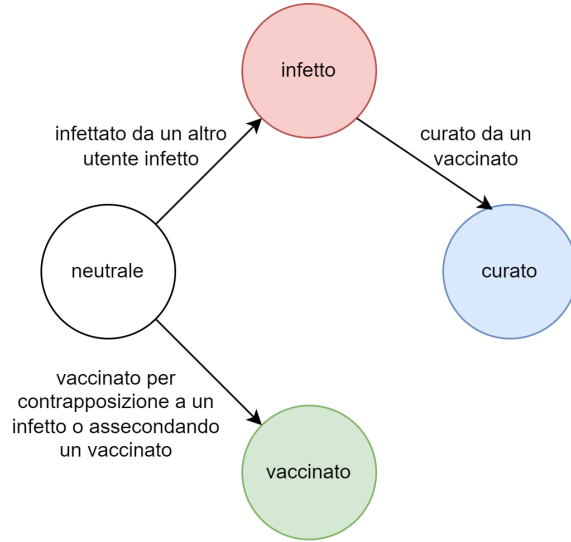 infetto
infettato da un altro
utente infetto
curato da un
vaccinato
neutrale
curato
vaccinato per
contrapposizione a un
infetto o assecondando
un vaccinato
vaccinato